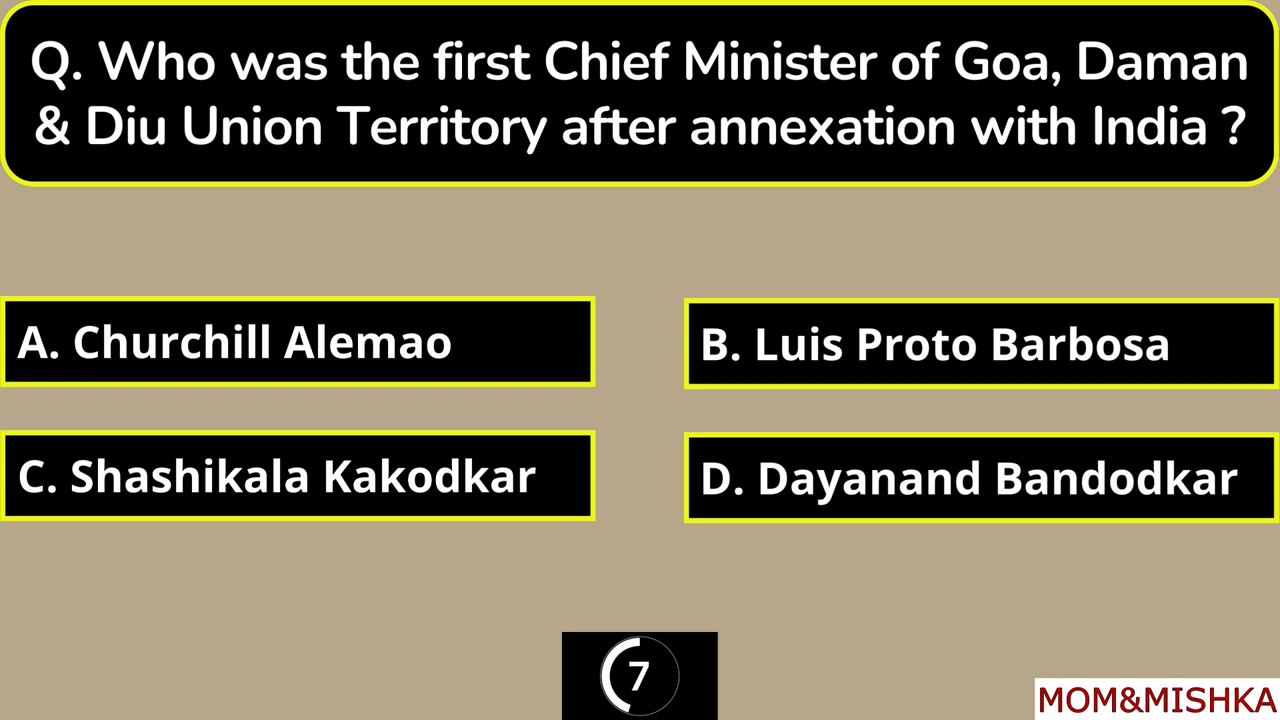 Q. Who was the first Chief Minister of Goa, Daman
& Diu Union Territory after annexation with India ?
A. Churchill Alemao
B. Luis Proto Barbosa
C. Shashikala Kakodkar
D. Dayanand Bandodkar
7
MOM&MISHKA